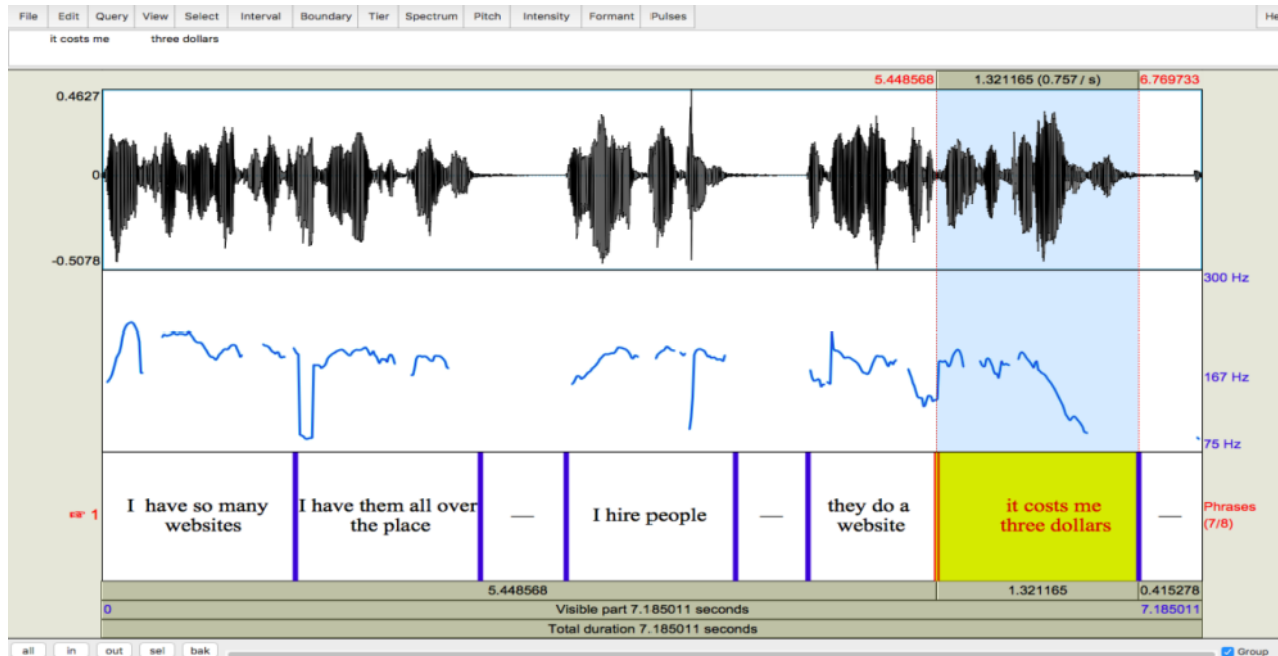 File Edit Query View Select Interval Boundary Tier Spectrum Pitch Intensity Formant Pulses He
it costs me three dollars
5.448568 1.321165 (0.757 / s) 6.769733
0.4627
0
-0.5078
300 Hz
167 Hz
75 Hz
☞ 1
I have so many
websites
I have them all over
the place
—
I hire people
—
they do a
website
it costs me
three dollars
—
Phrases
(7/8)
5.448568 1.321165 0.415278
0 Visible part 7.185011 seconds 7.185011
Total duration 7.185011 seconds
all in out sel bak Group